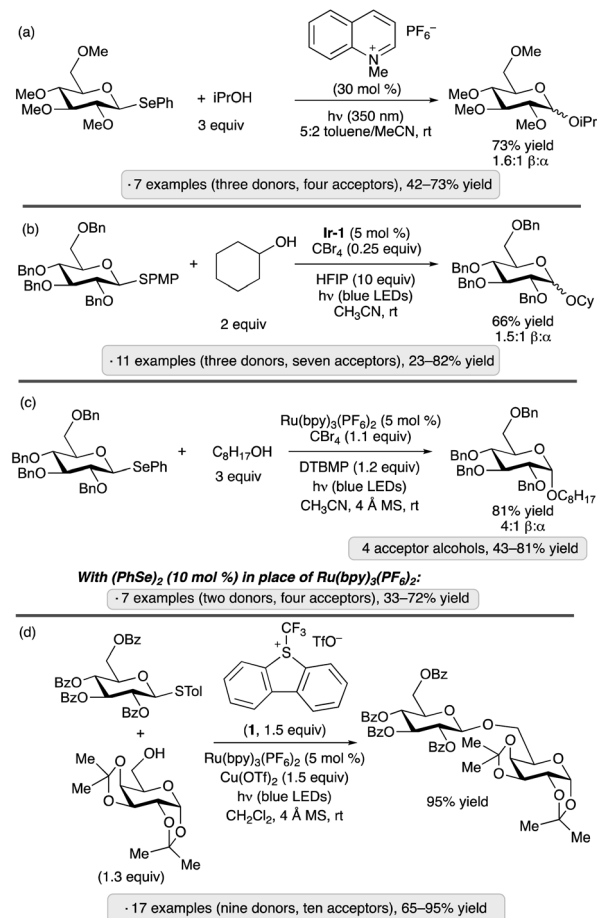 (a)
OMe
MeO
MeO
O
SePh
OMe
+ iPrOH
3 equiv
N
+
Me
PF6−
(30 mol %)
hν (350 nm)
5:2 toluene/MeCN, rt
OMe
MeO
MeO
O
OMe
OiPr
73% yield
1.6:1 β:α
· 7 examples (three donors, four acceptors), 42–73% yield
(b)
OBn
BnO
BnO
O
SPMP
OBn
+
OH
2 equiv
Ir-1 (5 mol %)
CBr4 (0.25 equiv)
HFIP (10 equiv)
hν (blue LEDs)
CH3CN, rt
OBn
BnO
BnO
O
OBn
OCy
66% yield
1.5:1 β:α
· 11 examples (three donors, seven acceptors), 23–82% yield
(c)
OBn
BnO
BnO
O
SePh
BnO
+
C8H17OH
3 equiv
Ru(bpy)3(PF6)2 (5 mol %)
CBr4 (1.1 equiv)
DTBMP (1.2 equiv)
hν (blue LEDs)
CH3CN, 4 Å MS, rt
OBn
BnO
BnO
O
BnO
OC8H17
81% yield
4:1 β:α
4 acceptor alcohols, 43–81% yield
With (PhSe)2 (10 mol %) in place of Ru(bpy)3(PF6)2:
· 7 examples (two donors, four acceptors), 33–72% yield
(d)
OBz
BzO
BzO
O
STol
BzO
+
OH
O
O
Me
Me
O
O
O
Me
Me
(1.3 equiv)
CF3
S
+
TfO−
(1, 1.5 equiv)
Ru(bpy)3(PF6)2 (5 mol %)
Cu(OTf)2 (1.5 equiv)
hν (blue LEDs)
CH2Cl2, 4 Å MS, rt
OBz
BzO
BzO
O
BzO
O
Me
Me
O
O
O
O
O
Me
Me
95% yield
· 17 examples (nine donors, ten acceptors), 65–95% yield